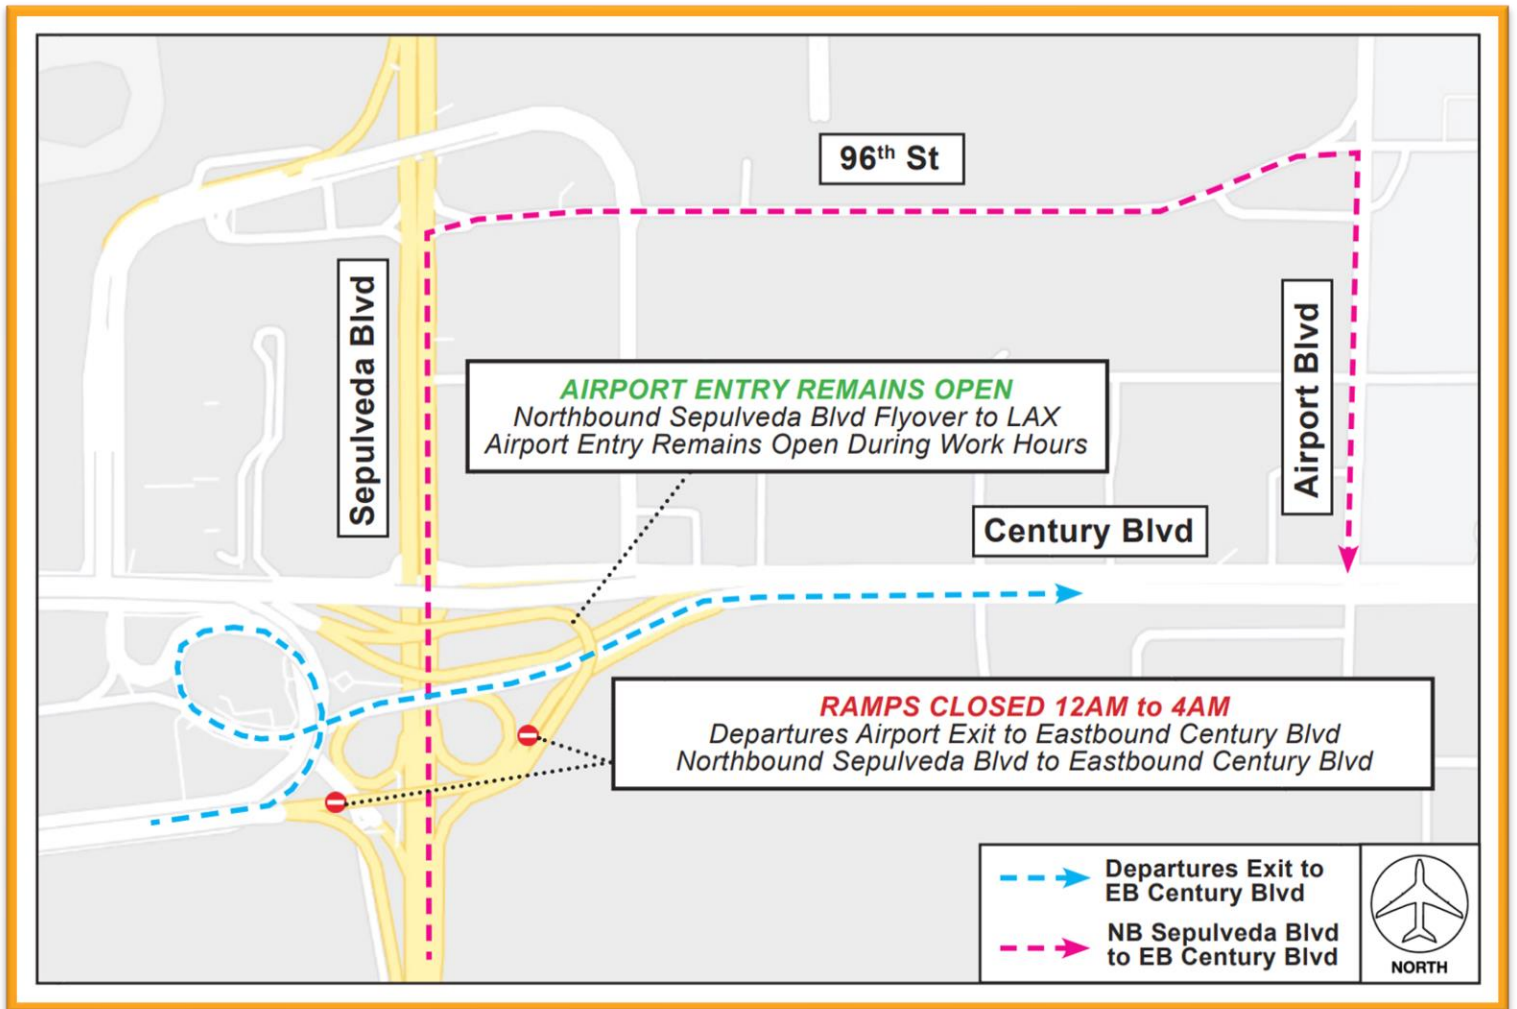 96th St
Sepulveda Blvd
Airport Blvd
AIRPORT ENTRY REMAINS OPEN
Northbound Sepulveda Blvd Flyover to LAX
Airport Entry Remains Open During Work Hours
Century Blvd
RAMPS CLOSED 12AM to 4AM
Departures Airport Exit to Eastbound Century Blvd
Northbound Sepulveda Blvd to Eastbound Century Blvd
Departures Exit to
EB Century Blvd
NB Sepulveda Blvd
to EB Century Blvd
NORTH